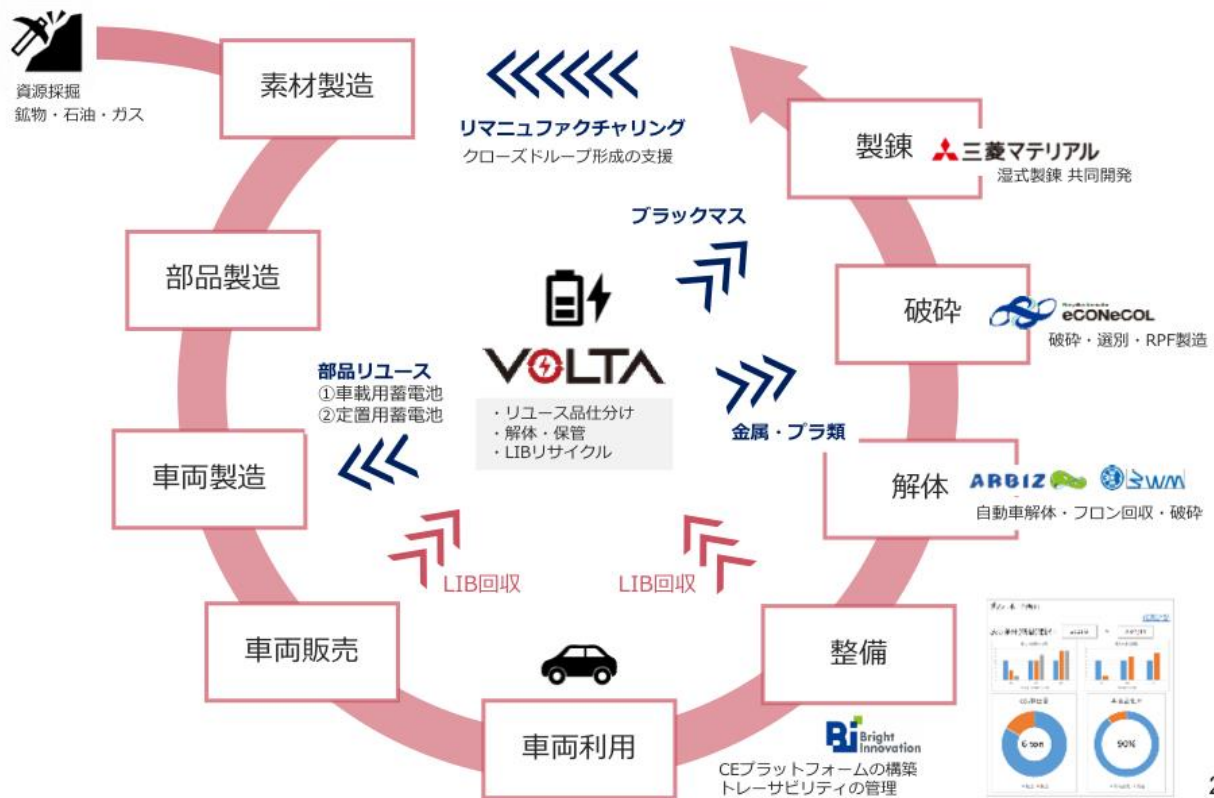 資源採掘
鉱物・石油・ガス
素材製造
リマニュファクチャリング
クローズドループ形成の支援
製錬
三菱マテリアル
湿式製錬 共同開発
ブラックマス
部品製造
破砕
eCONeCOL
破砕・選別・RPF製造
VOLTA
・リユース品仕分け
・解体・保管
・LIBリサイクル
部品リユース
①車載用蓄電池
②定置用蓄電池
金属・プラ類
車両製造
解体
ARBIZ
3WM
自動車解体・フロン回収・破砕
LIB回収
LIB回収
車両販売
整備
車両利用
Bi Bright
Innovation
CEプラットフォームの構築
トレーサビリティの管理
6 ton
90%
2